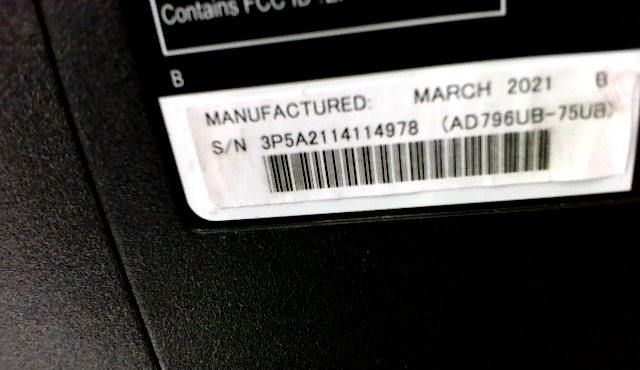 Contains FCC ID
B
MANUFACTURED: MARCH 2021 B
S/N 3P5A2114114978 (AD796UB-75UB)